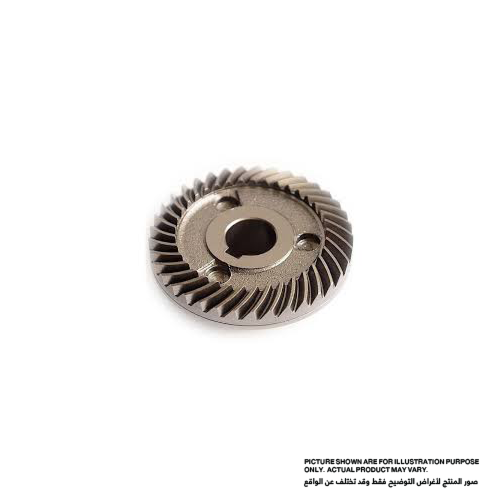 PICTURE SHOWN ARE FOR ILLUSTRATION PURPOSE
ONLY. ACTUAL PRODUCT MAY VARY.
صور المنتج لأغراض التوضيح فقط وقد تختلف عن الواقع